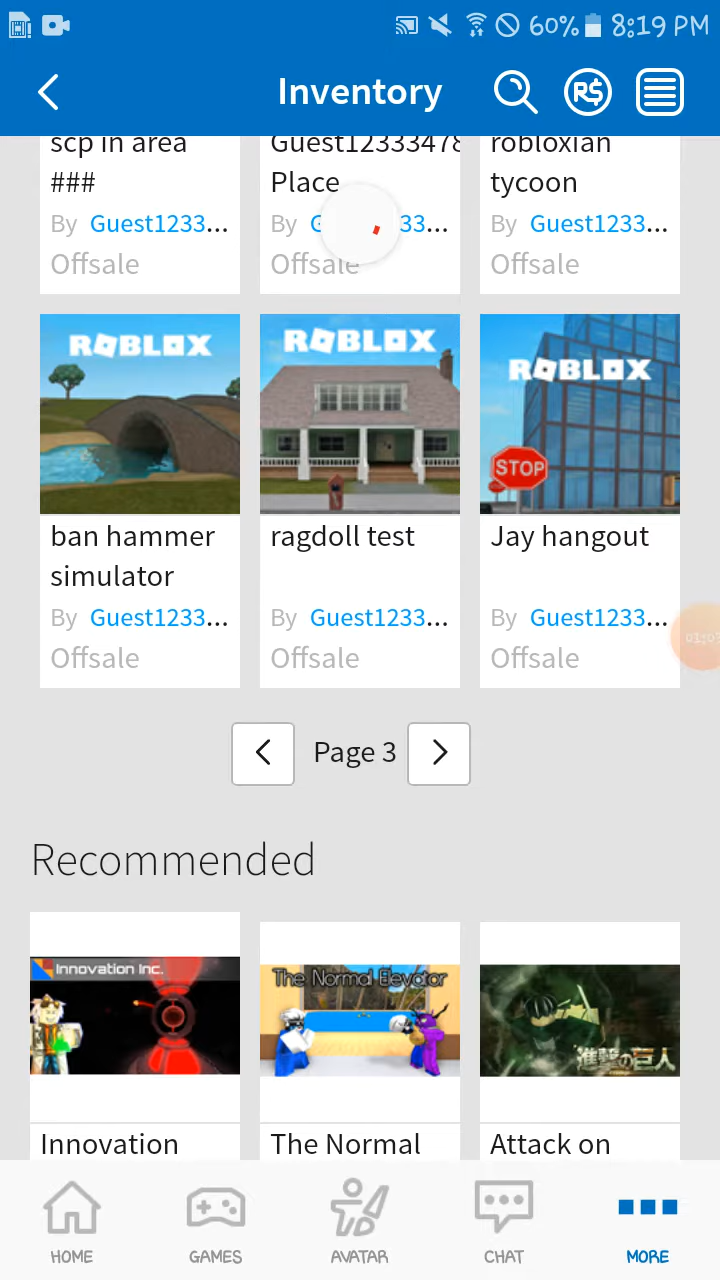 60% 8:19 PM
Inventory
R$
scp in area
###
By Guest1233...
Offsale
Guest12333478
Place
By G 33...
Offsale
robloxian
tycoon
By Guest1233...
Offsale
ROBLOX
ban hammer
simulator
By Guest1233...
Offsale
ROBLOX
ragdoll test
By Guest1233...
Offsale
ROBLOX
STOP
Jay hangout
By Guest1233...
Offsale
Page 3
Recommended
Innovation Inc.
Innovation
The Normal Elevator
The Normal
進撃の巨人
Attack on
HOME
GAMES
AVATAR
CHAT
MORE